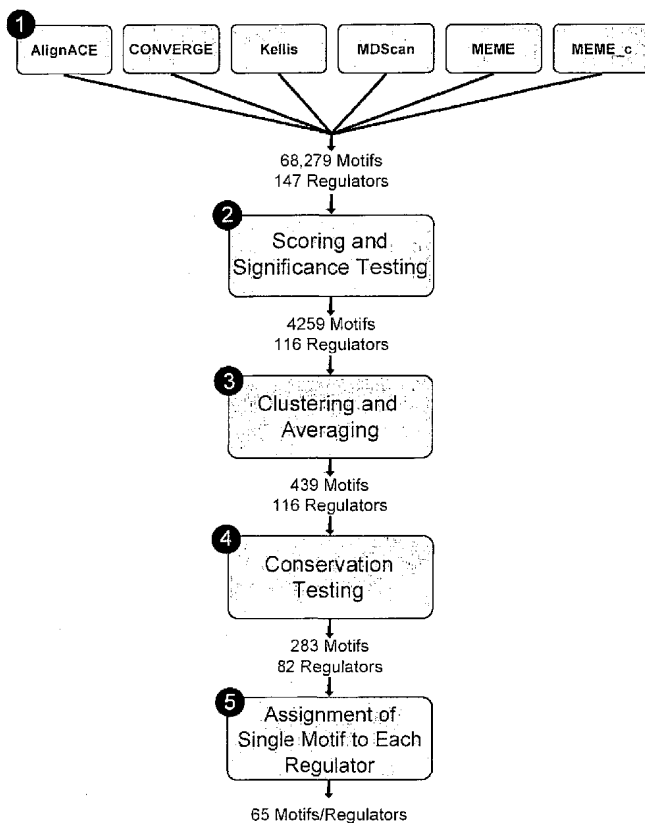 1
AlignACE CONVERGE Kellis MDScan MEME MEME_c
68,279 Motifs
147 Regulators
2
Scoring and
Significance Testing
4259 Motifs
116 Regulators
3
Clustering and
Averaging
439 Motifs
116 Regulators
4
Conservation
Testing
283 Motifs
82 Regulators
5
Assignment of
Single Motif to Each
Regulator
65 Motifs/Regulators